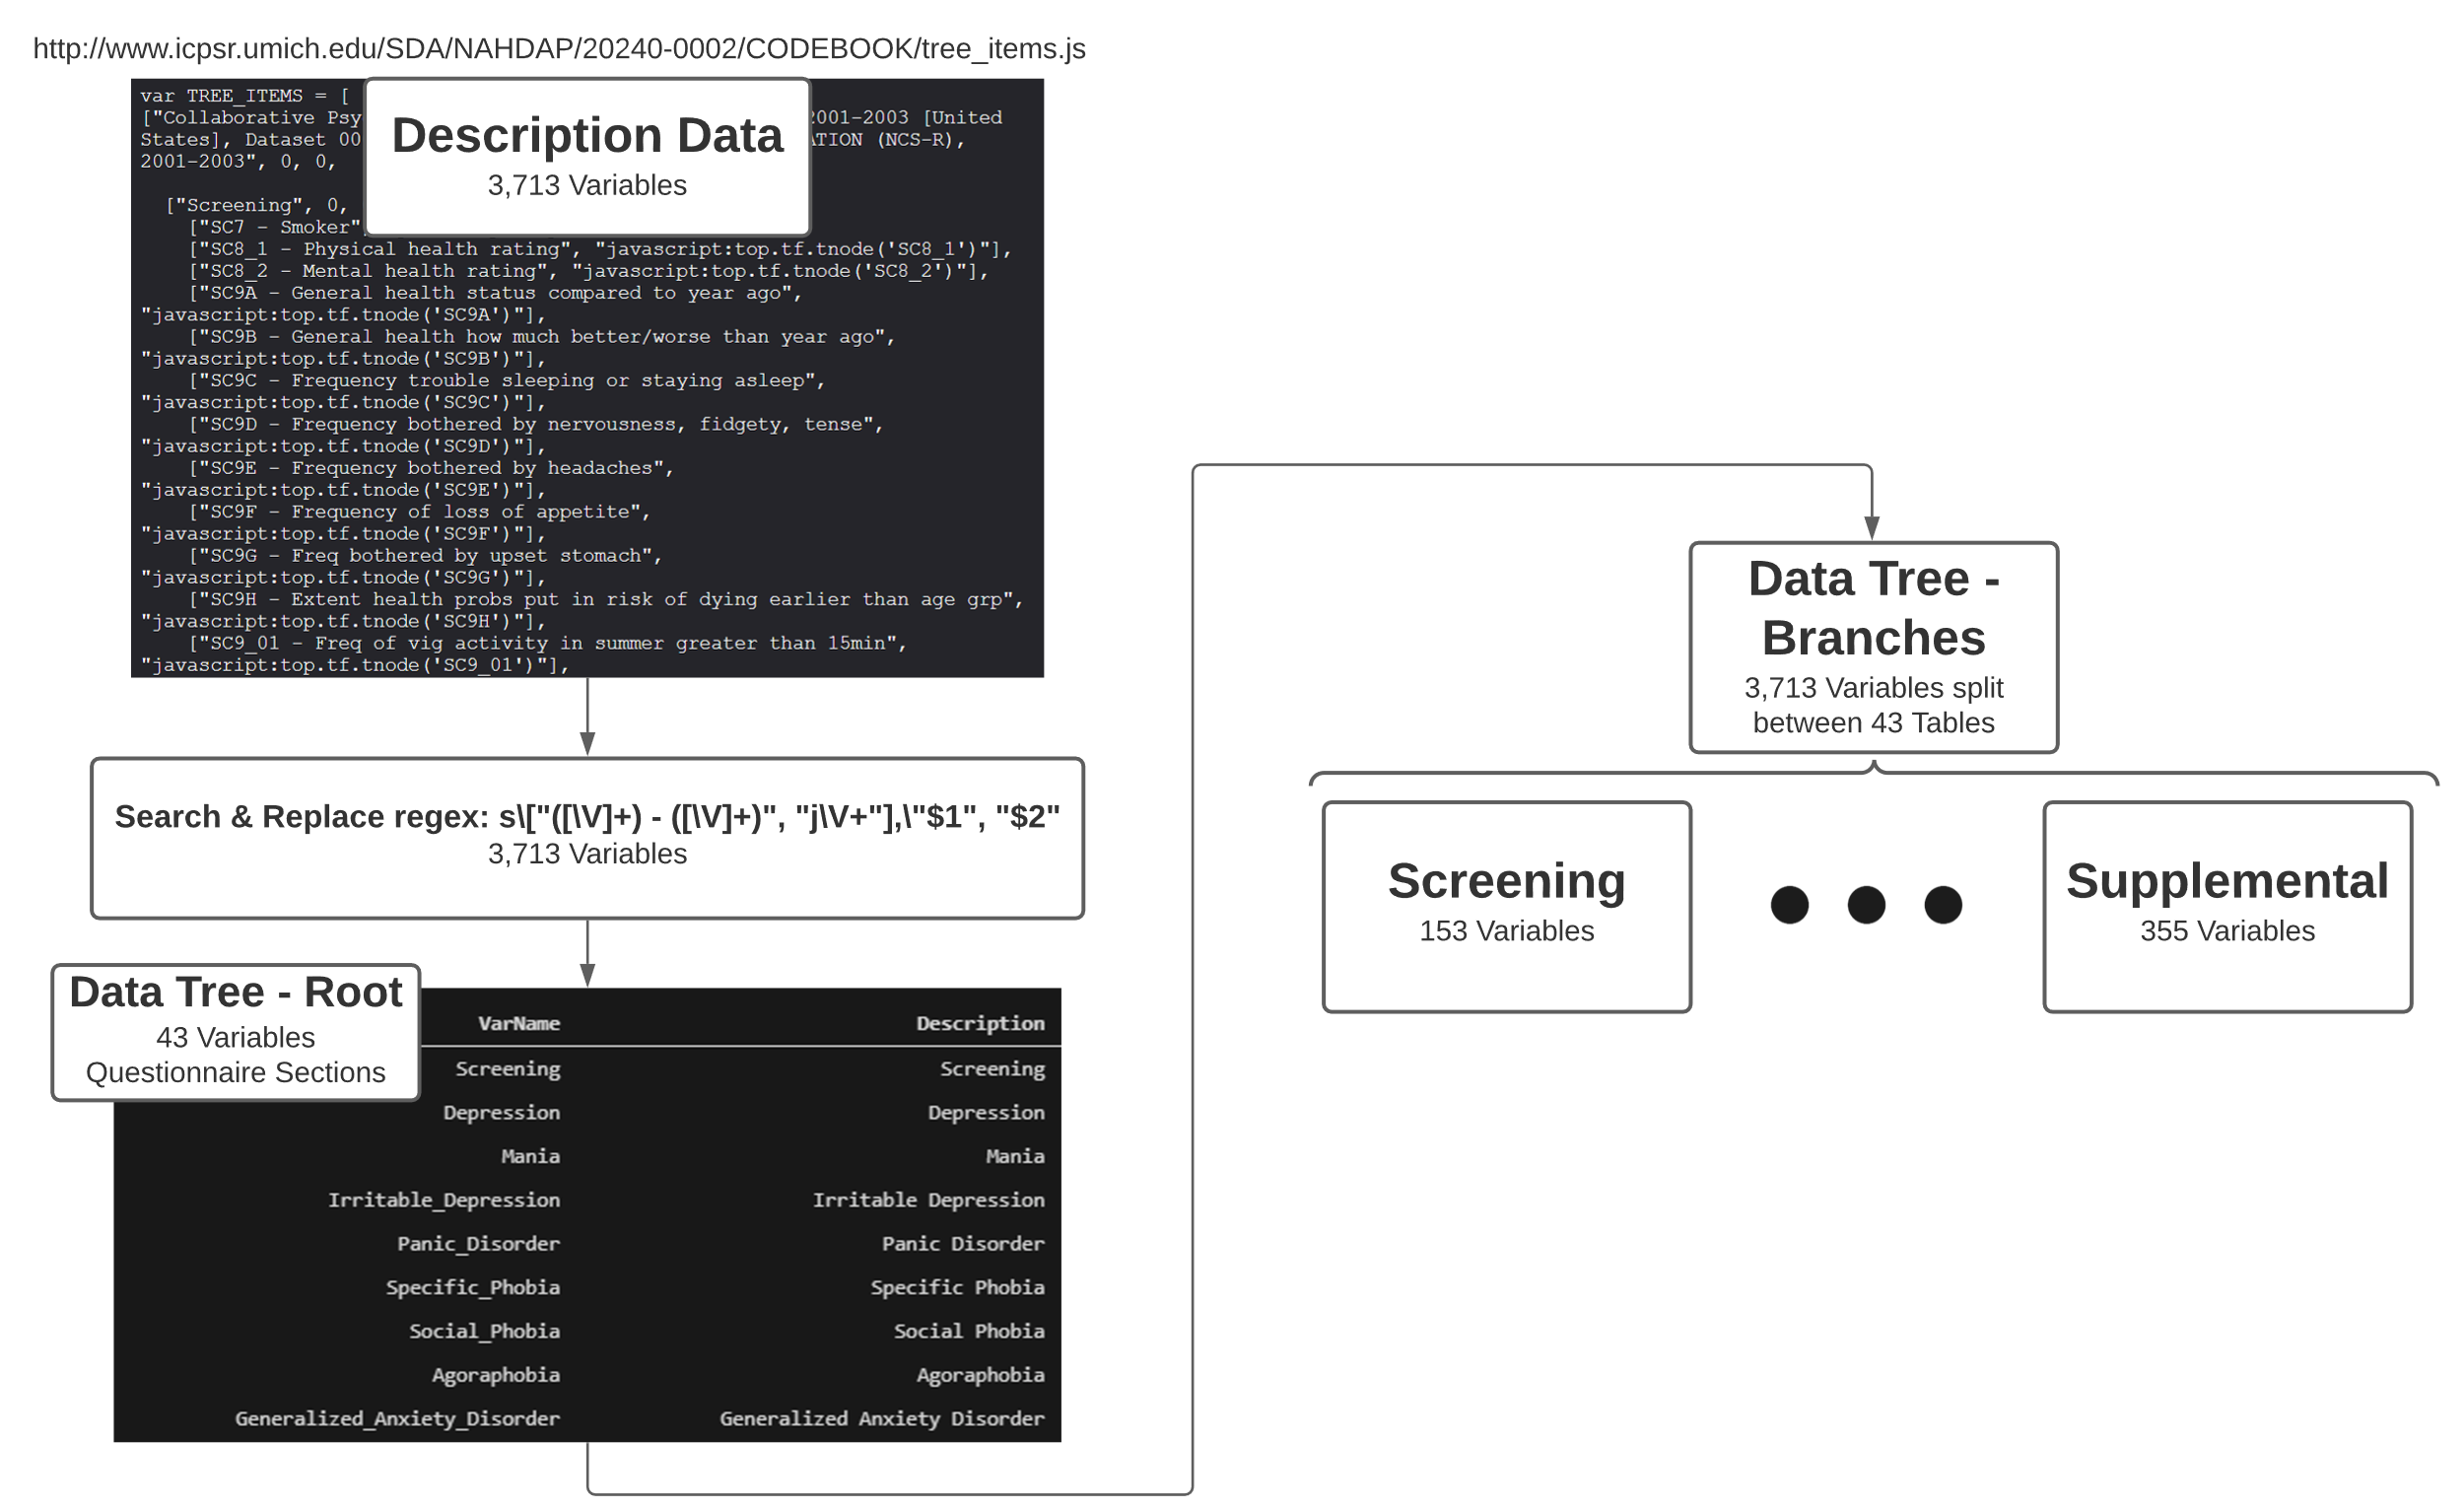 http://www.icpsr.umich.edu/SDA/NAHDAP/20240-0002/CODEBOOK/tree_items.js
var TREE_ITEMS = [
["Collaborative Psy 2001-2003 [United
States], Dataset 00 ATION (NCS-R),
2001-2003", 0, 0,
Description Data
3,713 Variables
["Screening", 0,
["SC7 - Smoker"
["SC8_1 - Physical health rating", "javascript:top.tf.tnode('SC8_1')"],
["SC8_2 - Mental health rating", "javascript:top.tf.tnode('SC8_2')"],
["SC9A - General health status compared to year ago",
"javascript:top.tf.tnode('SC9A')"],
["SC9B - General health how much better/worse than year ago",
"javascript:top.tf.tnode('SC9B')"],
["SC9C - Frequency trouble sleeping or staying asleep",
"javascript:top.tf.tnode('SC9C')"],
["SC9D - Frequency bothered by nervousness, fidgety, tense",
"javascript:top.tf.tnode('SC9D')"],
["SC9E - Frequency bothered by headaches",
"javascript:top.tf.tnode('SC9E')"],
["SC9F - Frequency of loss of appetite",
"javascript:top.tf.tnode('SC9F')"],
["SC9G - Freq bothered by upset stomach",
"javascript:top.tf.tnode('SC9G')"],
["SC9H - Extent health probs put in risk of dying earlier than age grp",
"javascript:top.tf.tnode('SC9H')"],
["SC9_01 - Freq of vig activity in summer greater than 15min",
"javascript:top.tf.tnode('SC9_01')"],
Search & Replace regex: s\["([\V]+) - ([\V]+)", "j\V+"],\"$1", "$2"
3,713 Variables
Data Tree - Root
43 Variables
Questionnaire Sections
VarName Description
Screening Screening
Depression Depression
Mania Mania
Irritable_Depression Irritable Depression
Panic_Disorder Panic Disorder
Specific_Phobia Specific Phobia
Social_Phobia Social Phobia
Agoraphobia Agoraphobia
Generalized_Anxiety_Disorder Generalized Anxiety Disorder
Data Tree -
Branches
3,713 Variables split
between 43 Tables
Screening
153 Variables
Supplemental
355 Variables